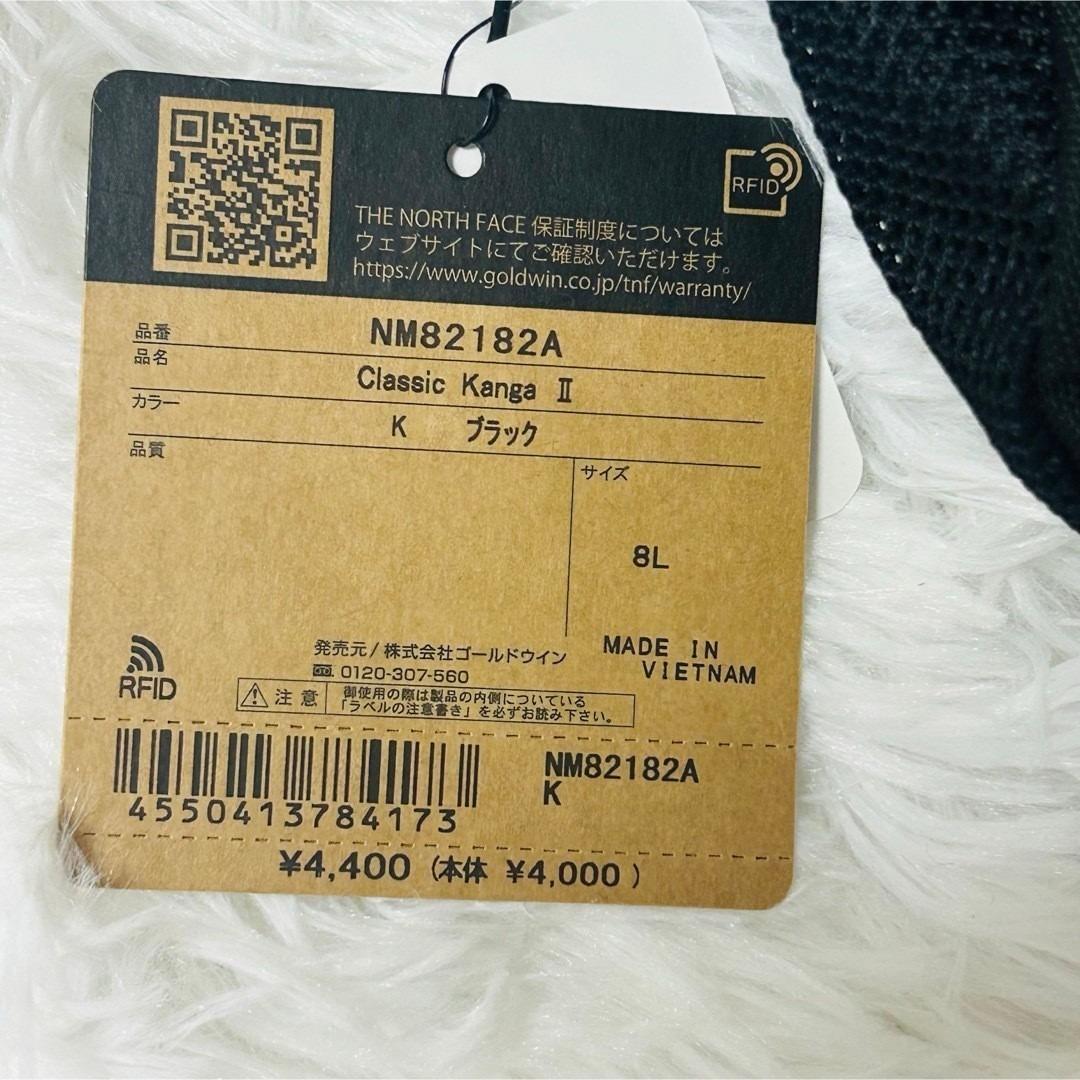 THE NORTH FACE 保証制度については
ウェブサイトにてご確認いただけます。
https://www.goldwin.co.jp/tnf/warranty/
RFID
品番 NM82182A
品名 Classic Kanga Ⅱ
カラー K ブラック
品質
サイズ
8L
MADE IN
VIETNAM
RFID
発売元/株式会社ゴールドウイン
0120-307-560
注意
御使用の際は製品の内側についている
「ラベルの注意書き」を必ずお読み下さい。
4550413784173
NM82182A
K
¥4,400 (本体 ¥4,000 )